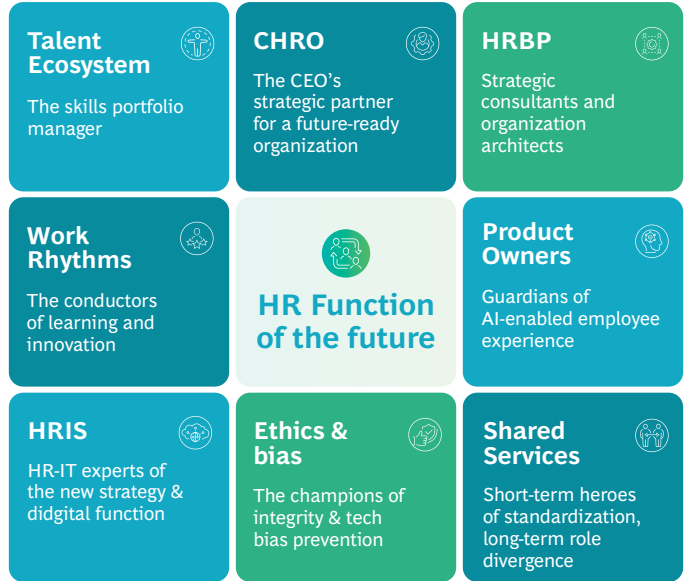 Talent
Ecosystem
The skills portfolio
manager
CHRO
The CEO's
strategic partner
for a future-ready
organization
HRBP
Strategic
consultants and
organization
architects
Work
Rhythms
The conductors
of learning and
innovation
HR Function
of the future
Product
Owners
Guardians of
AI-enabled employee
experience
HRIS
HR-IT experts of
the new strategy &
didgital function
Ethics &
bias
The champions of
integrity & tech
bias prevention
Shared
Services
Short-term heroes
of standardization,
long-term role
divergence